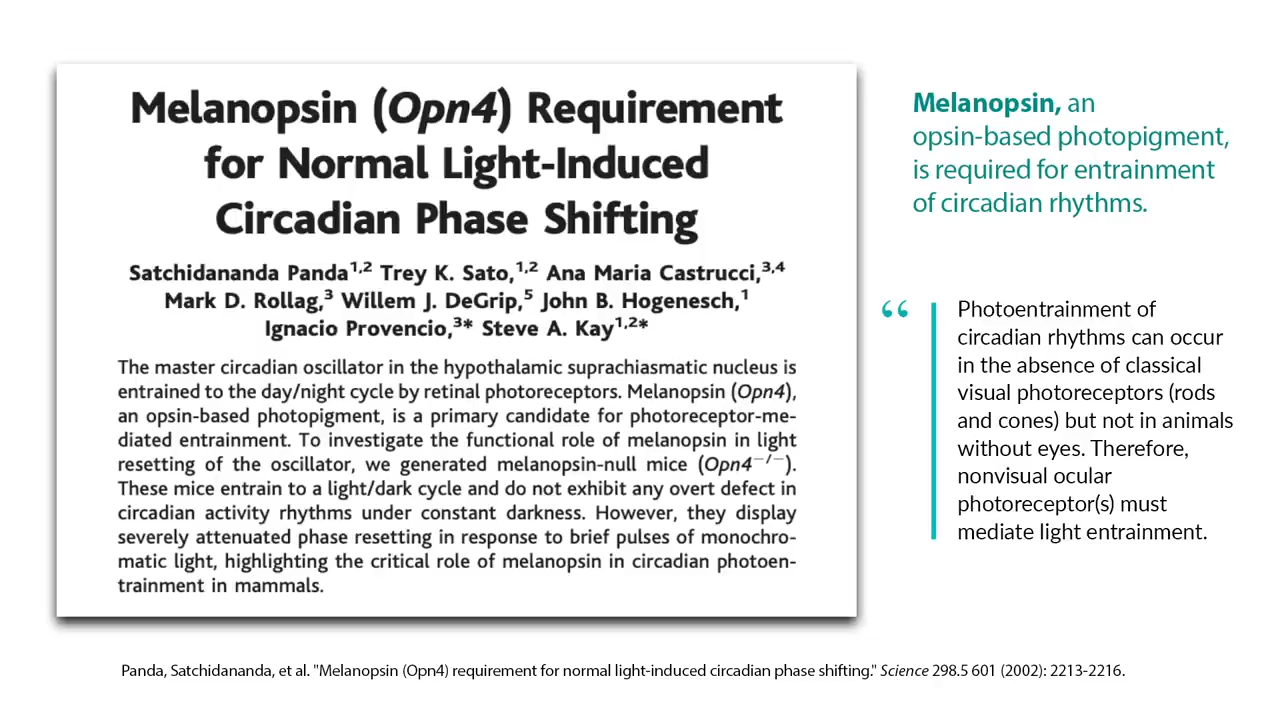 Melanopsin (Opn4) Requirement
for Normal Light-Induced
Circadian Phase Shifting
Satchidananda Panda1,2 Trey K. Sato,1,2 Ana Maria Castrucci,3,4
Mark D. Rollag,3 Willem J. DeGrip,5 John B. Hogenesch,1
Ignacio Provencio,3* Steve A. Kay1,2*
The master circadian oscillator in the hypothalamic suprachiasmatic nucleus is
entrained to the day/night cycle by retinal photoreceptors. Melanopsin (Opn4),
an opsin-based photopigment, is a primary candidate for photoreceptor-me-
diated entrainment. To investigate the functional role of melanopsin in light
resetting of the oscillator, we generated melanopsin-null mice (Opn4−/−).
These mice entrain to a light/dark cycle and do not exhibit any overt defect in
circadian activity rhythms under constant darkness. However, they display
severely attenuated phase resetting in response to brief pulses of monochro-
matic light, highlighting the critical role of melanopsin in circadian photoen-
trainment in mammals.
Melanopsin, an
opsin-based photopigment,
is required for entrainment
of circadian rhythms.
“
Photoentrainment of
circadian rhythms can occur
in the absence of classical
visual photoreceptors (rods
and cones) but not in animals
without eyes. Therefore,
nonvisual ocular
photoreceptor(s) must
mediate light entrainment.
Panda, Satchidananda, et al. "Melanopsin (Opn4) requirement for normal light-induced circadian phase shifting." Science 298.5 601 (2002): 2213-2216.